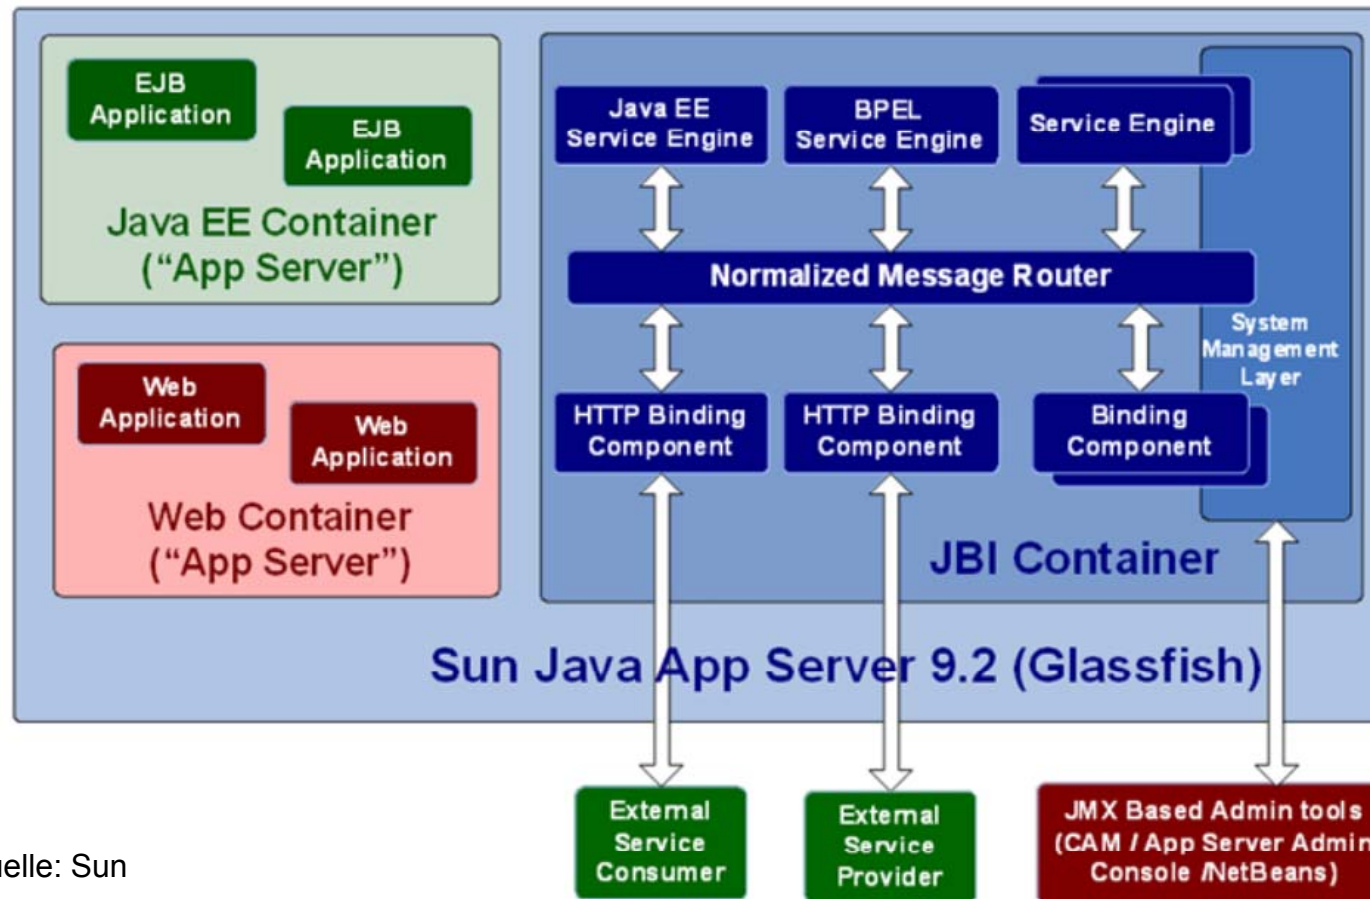 EJB
Application
EJB
Application
Java EE Container
(“App Server”)
Web
Application
Web
Application
Web Container
(“App Server”)
Java EE
Service Engine
BPEL
Service Engine
Service Engine
Normalized Message Router
System
Management
Layer
HTTP Binding
Component
HTTP Binding
Component
Binding
Component
JBI Container
Sun Java App Server 9.2 (Glassfish)
External
Service
Consumer
External
Service
Provider
JMX Based Admin tools
(CAM / App Server Admin
Console /NetBeans)
uelle: Sun